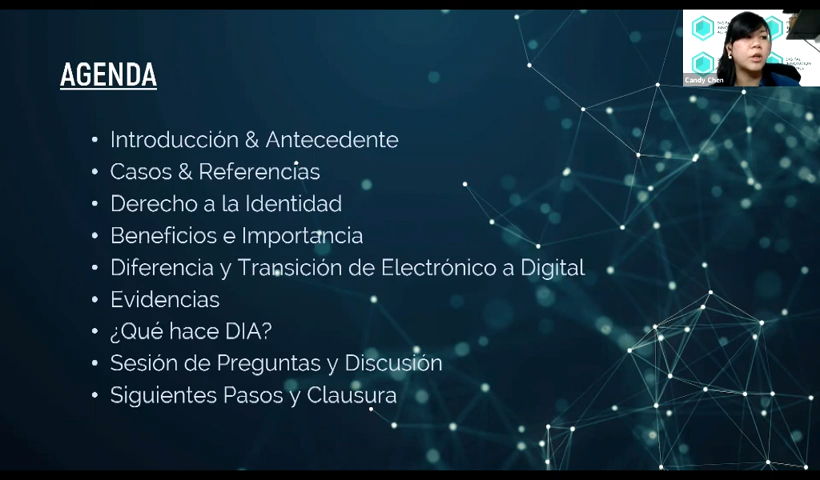 AGENDA
• Introducción & Antecedente
• Casos & Referencias
• Derecho a la Identidad
• Beneficios e Importancia
• Diferencia y Transición de Electrónico a Digital
• Evidencias
• ¿Qué hace DIA?
• Sesión de Preguntas y Discusión
• Siguientes Pasos y Clausura
Candy Chen